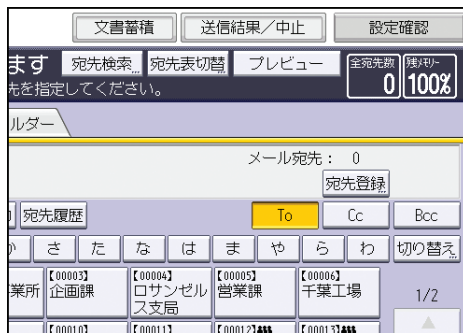 文書蓄積 送信結果／中止 設定確認
ます 宛先検索 宛先表切替 プレビュー 全宛先数 残ﾒﾓﾘｰ
先を指定してください。 0 100%
ルダー
メール宛先： 0
宛先登録
宛先履歴 To Cc Bcc
か さ た な は ま や ら わ 切り替え
【00003】 【00004】 【00005】 【00006】
業所 企画課 ロサンゼル 営業課 千葉工場 1/2
ス支局
【00010】 【00011】 【00012】 【00013】